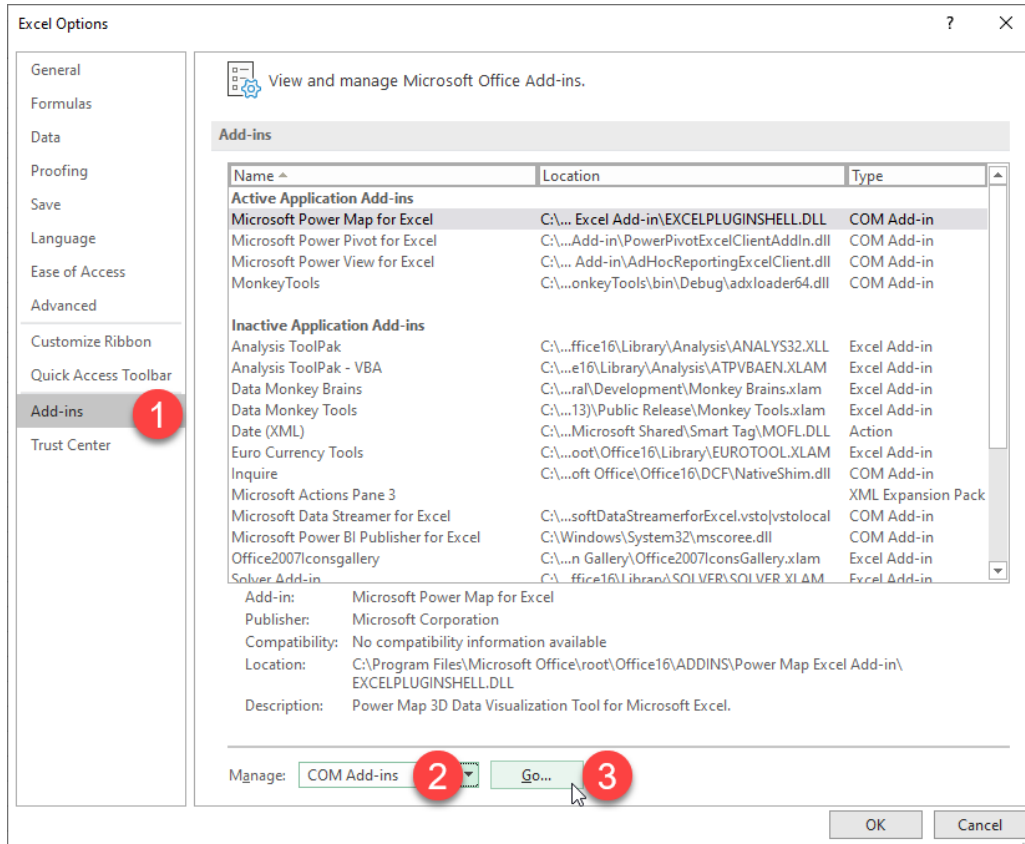 Excel Options ? ×
General
Formulas
Data
Proofing
Save
Language
Ease of Access
Advanced
Customize Ribbon
Quick Access Toolbar
Add-ins 1
Trust Center
View and manage Microsoft Office Add-ins.
Add-ins
Name Location Type
Active Application Add-ins
Microsoft Power Map for Excel C:\... Excel Add-in\EXCELPLUGINSHELL.DLL COM Add-in
Microsoft Power Pivot for Excel C:\...Add-in\PowerPivotExcelClientAddIn.dll COM Add-in
Microsoft Power View for Excel C:\... Add-in\AdHocReportingExcelClient.dll COM Add-in
MonkeyTools C:\...onkeyTools\bin\Debug\adxloader64.dll COM Add-in
Inactive Application Add-ins
Analysis ToolPak C:\...ffice16\Library\Analysis\ANALYS32.XLL Excel Add-in
Analysis ToolPak - VBA C:\...e16\Library\Analysis\ATPVBAEN.XLAM Excel Add-in
Data Monkey Brains C:\...ral\Development\Monkey Brains.xlam Excel Add-in
Data Monkey Tools C:\...13)\Public Release\Monkey Tools.xlam Excel Add-in
Date (XML) C:\...Microsoft Shared\Smart Tag\MOFL.DLL Action
Euro Currency Tools C:\...oot\Office16\Library\EUROTOOL.XLAM Excel Add-in
Inquire C:\...oft Office\Office16\DCF\NativeShim.dll COM Add-in
Microsoft Actions Pane 3 XML Expansion Pack
Microsoft Data Streamer for Excel C:\...softDataStreamerforExcel.vsto|vstolocal COM Add-in
Microsoft Power BI Publisher for Excel C:\Windows\System32\mscoree.dll COM Add-in
Office2007Iconsgallery C:\...n Gallery\Office2007IconsGallery.xlam Excel Add-in
Solver Add-in C:\...ffice16\Library\SOLVER\SOLVER.XLAM Excel Add-in
Add-in: Microsoft Power Map for Excel
Publisher: Microsoft Corporation
Compatibility: No compatibility information available
Location: C:\Program Files\Microsoft Office\root\Office16\ADDINS\Power Map Excel Add-in\
EXCELPLUGINSHELL.DLL
Description: Power Map 3D Data Visualization Tool for Microsoft Excel.
Manage: COM Add-ins 2 Go... 3
OK Cancel